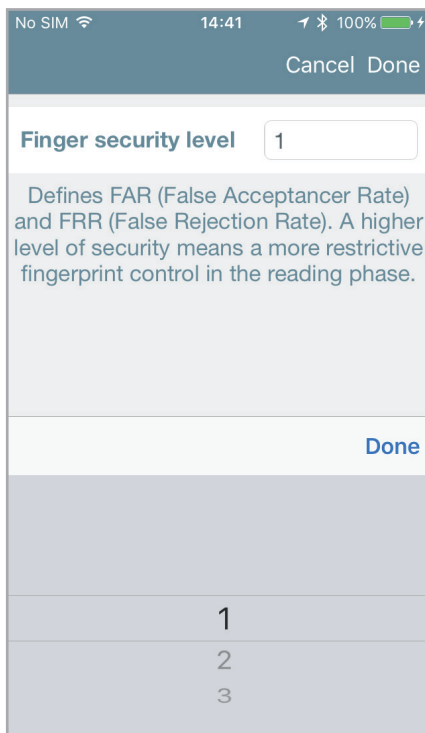 No SIM 14:41 100%
Cancel Done
Finger security level 1
Defines FAR (False Acceptancer Rate)
and FRR (False Rejection Rate). A higher
level of security means a more restrictive
fingerprint control in the reading phase.
Done
1
2
3